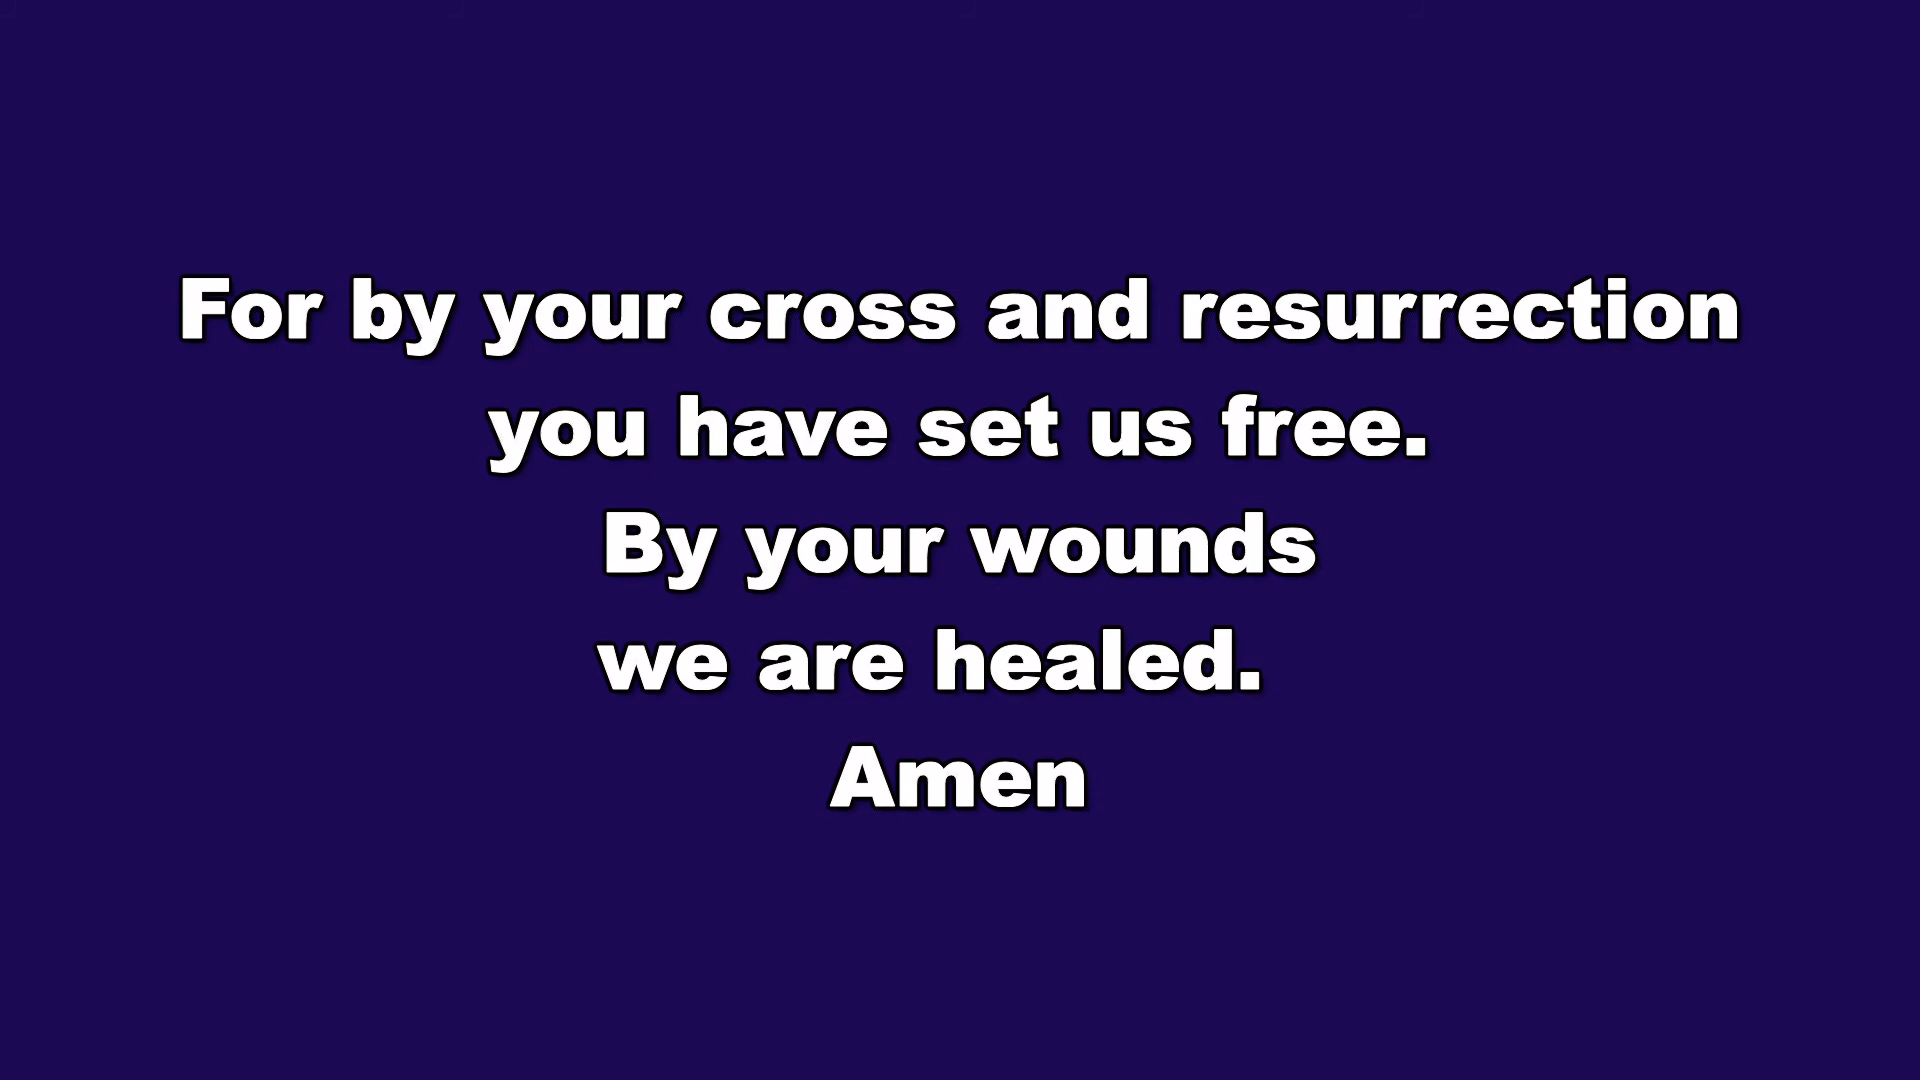 For by your cross and resurrection
you have set us free.
By your wounds
we are healed.
Amen